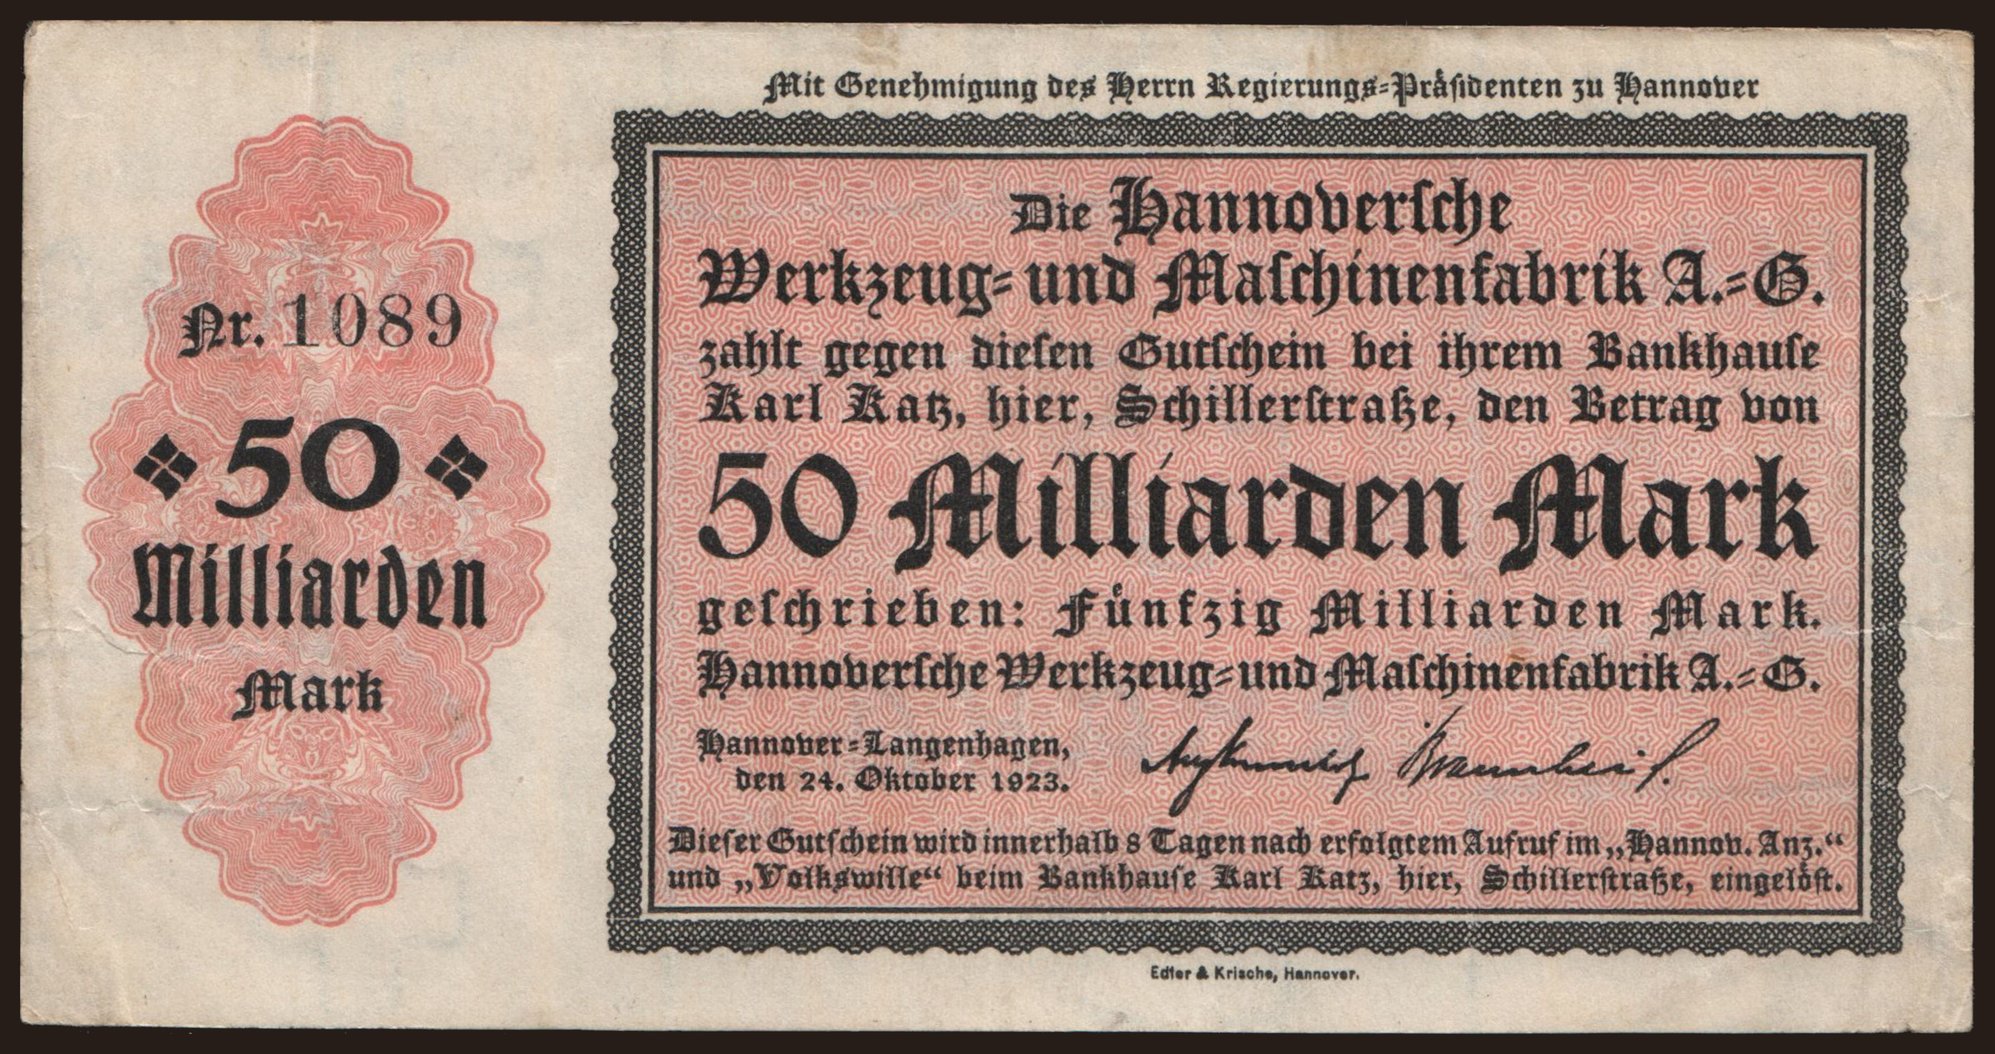 Mit Genehmigung des Herrn Regierungs-Präsidenten zu Hannover
Nr. 1089
50
Milliarden
Mark
Die Hannoversche
Werkzeug- und Maschinenfabrik A.-G.
zahlt gegen diesen Gutschein bei ihrem Bankhause
Karl Katz, hier, Schillerstraße, den Betrag von
50 Milliarden Mark
geschrieben: Fünfzig Milliarden Mark.
Hannoversche Werkzeug- und Maschinenfabrik A.-G.
Hannover-Langenhagen,
den 24. Oktober 1923.
Dieser Gutschein wird innerhalb 8 Tagen nach erfolgtem Aufruf im „Hannov. Anz.“
und „Volkswille“ beim Bankhause Karl Katz, hier, Schillerstraße, eingelöst.
Edler & Krische, Hannover.